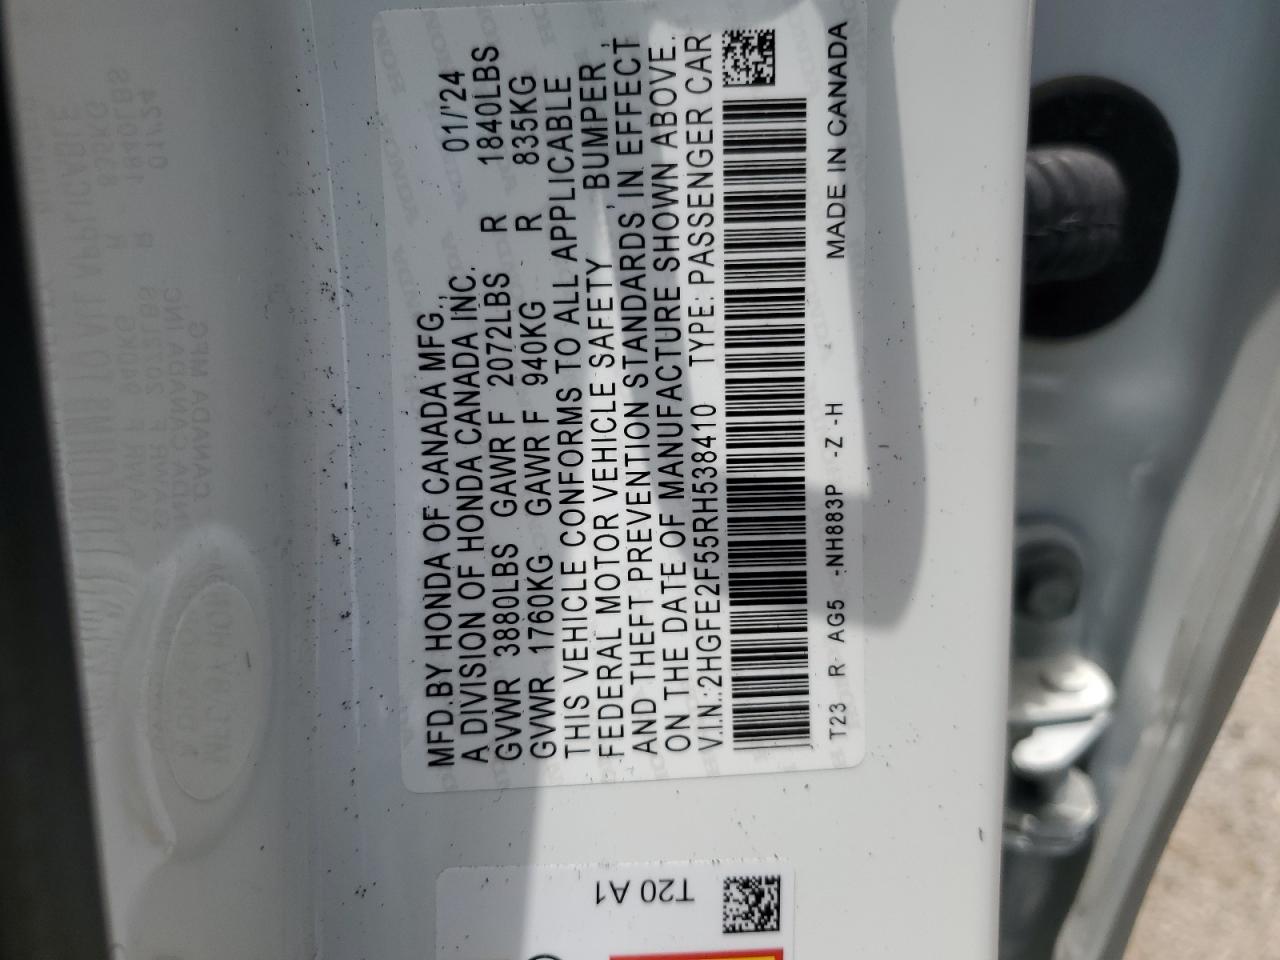 MFD.BY HONDA OF CANADA MFG., 01/'24
A DIVISION OF HONDA CANADA INC.
GVWR 3880LBS GAWR F 2072LBS R 1840LBS
GVWR 1760KG GAWR F 940KG R 835KG
THIS VEHICLE CONFORMS TO ALL APPLICABLE
FEDERAL MOTOR VEHICLE SAFETY, BUMPER,
AND THEFT PREVENTION STANDARDS IN EFFECT
ON THE DATE OF MANUFACTURE SHOWN ABOVE.
V.I.N.:2HGFE2F55RH538410 TYPE: PASSENGER CAR
T23 R AG5 -NH883P -Z -H MADE IN CANADA
T20 A1